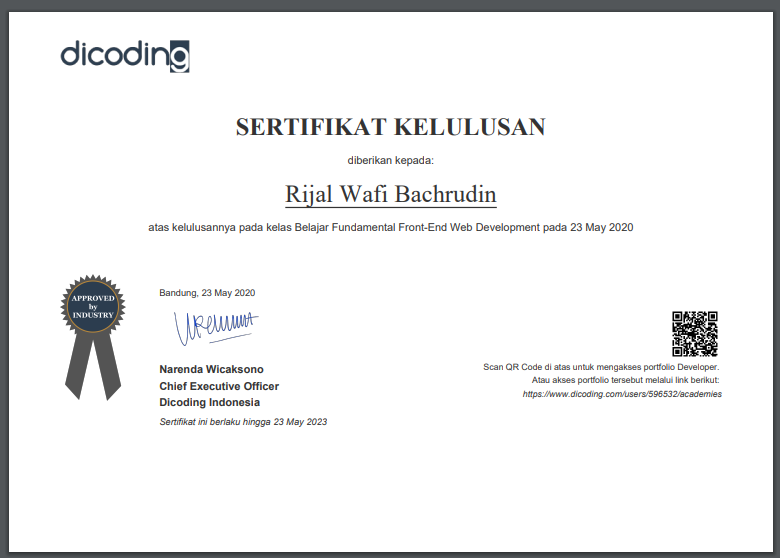 dicoding
SERTIFIKAT KELULUSAN
diberikan kepada:
Rijal Wafi Bachrudin
atas kelulusannya pada kelas Belajar Fundamental Front-End Web Development pada 23 May 2020
APPROVED
by
INDUSTRY
Bandung, 23 May 2020
Narenda Wicaksono
Chief Executive Officer
Dicoding Indonesia
Sertifikat ini berlaku hingga 23 May 2023
Scan QR Code di atas untuk mengakses portfolio Developer.
Atau akses portfolio tersebut melalui link berikut:
https://www.dicoding.com/users/596532/academies